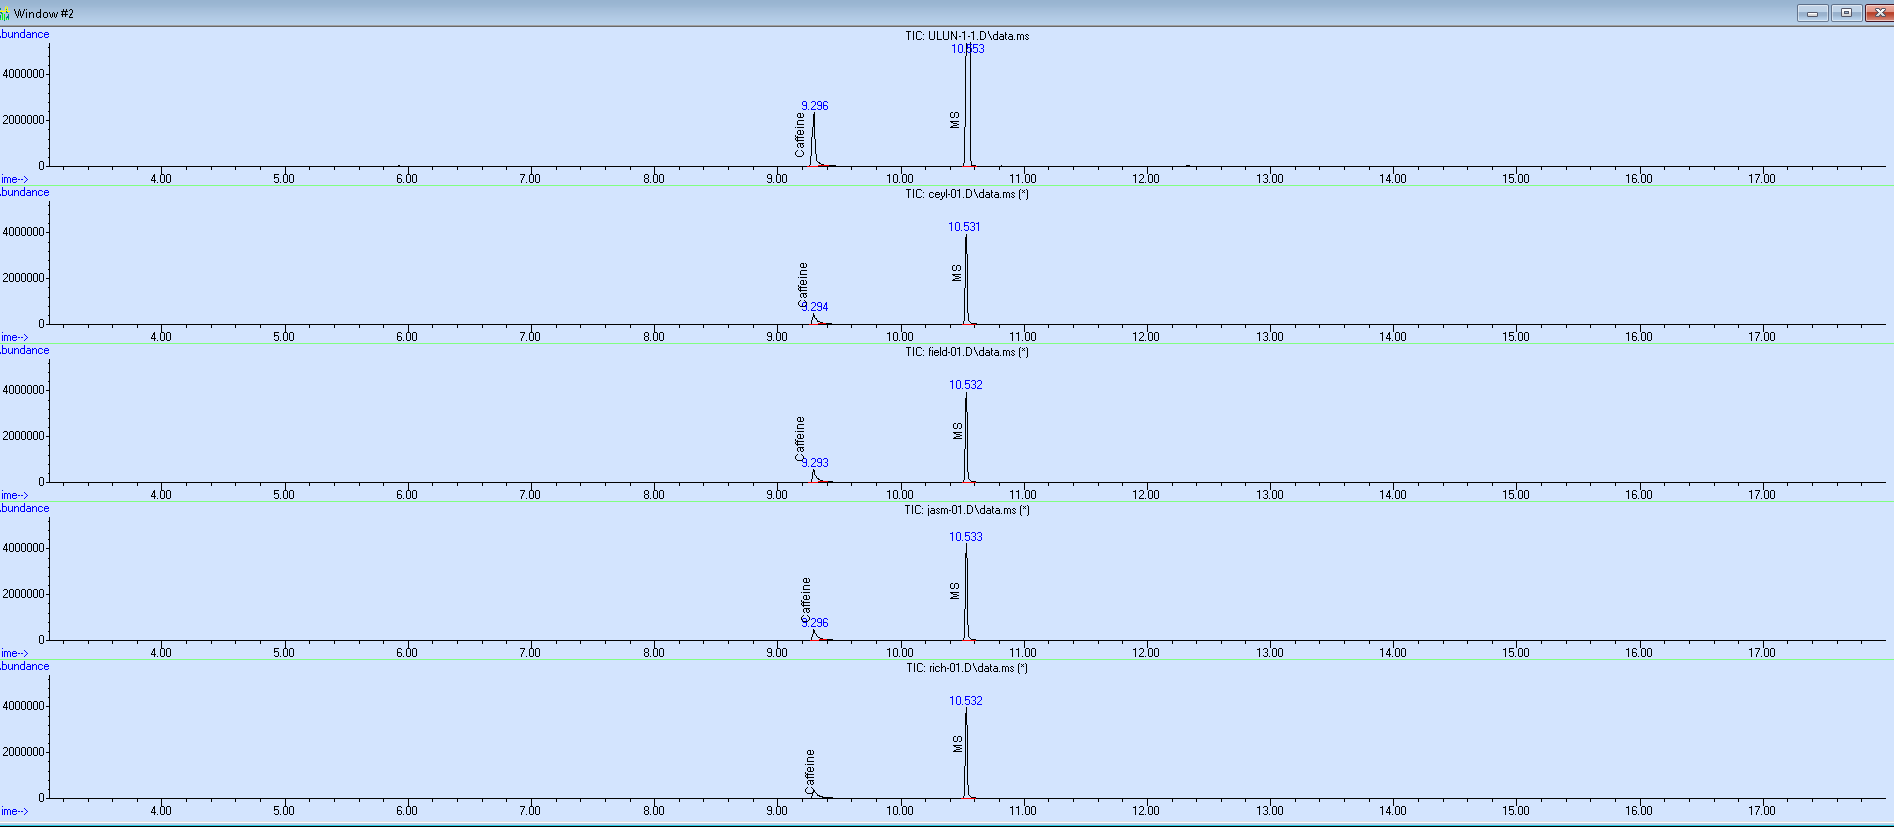 Window #2
bundance
TIC: ULUN-1-1.D\data.ms
10.553
4000000
9.296
2000000
Caffeine
MS
0
ime-->
4.00 5.00 6.00 7.00 8.00 9.00 10.00 11.00 12.00 13.00 14.00 15.00 16.00 17.00
bundance
TIC: ceyl-01.D\data.ms (*)
4000000
10.531
2000000
Caffeine
MS
9.294
0
ime-->
4.00 5.00 6.00 7.00 8.00 9.00 10.00 11.00 12.00 13.00 14.00 15.00 16.00 17.00
bundance
TIC: field-01.D\data.ms (*)
4000000
10.532
2000000
Caffeine
MS
9.293
0
ime-->
4.00 5.00 6.00 7.00 8.00 9.00 10.00 11.00 12.00 13.00 14.00 15.00 16.00 17.00
bundance
TIC: jasm-01.D\data.ms (*)
10.533
4000000
2000000
Caffeine
MS
9.296
0
ime-->
4.00 5.00 6.00 7.00 8.00 9.00 10.00 11.00 12.00 13.00 14.00 15.00 16.00 17.00
bundance
TIC: rich-01.D\data.ms (*)
10.532
4000000
2000000
Caffeine
MS
0
ime-->
4.00 5.00 6.00 7.00 8.00 9.00 10.00 11.00 12.00 13.00 14.00 15.00 16.00 17.00